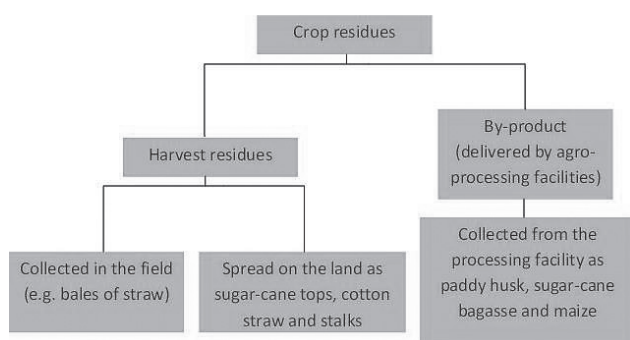 Crop residues
By-product
(delivered by agro-
processing facilities)
Harvest residues
Collected in the field
(e.g. bales of straw)
Spread on the land as
sugar-cane tops, cotton
straw and stalks
Collected from the
processing facility as
paddy husk, sugar-cane
bagasse and maize